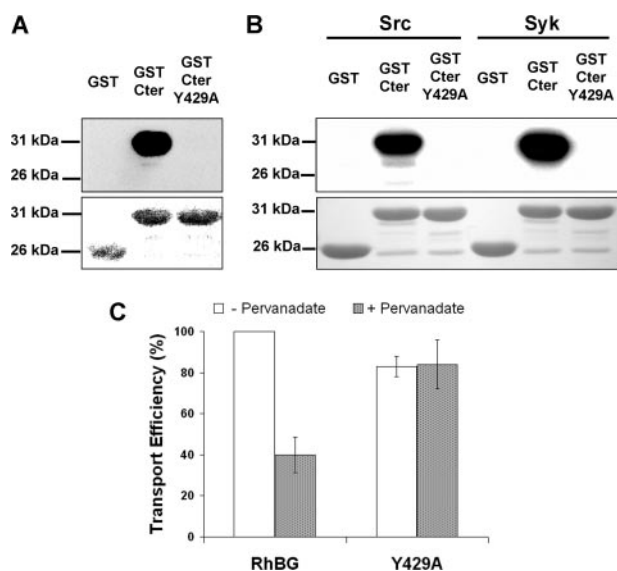 A
GST
GST
Cter
GST
Cter
Y429A
31 kDa
26 kDa
31 kDa
26 kDa
B
Src
Syk
GST
GST
Cter
GST
Cter
Y429A
GST
GST
Cter
GST
Cter
Y429A
31 kDa
26 kDa
31 kDa
26 kDa
C
- Pervanadate
+ Pervanadate
Transport Efficiency (%)
100
80
60
40
20
0
RhBG
Y429A